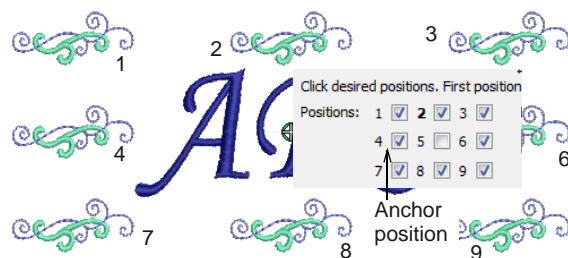 1
2
3
A
Click desired positions. First position
Positions: 1 2 3
4 5 6
7 8 9
4
6
Anchor
position
7
8
9